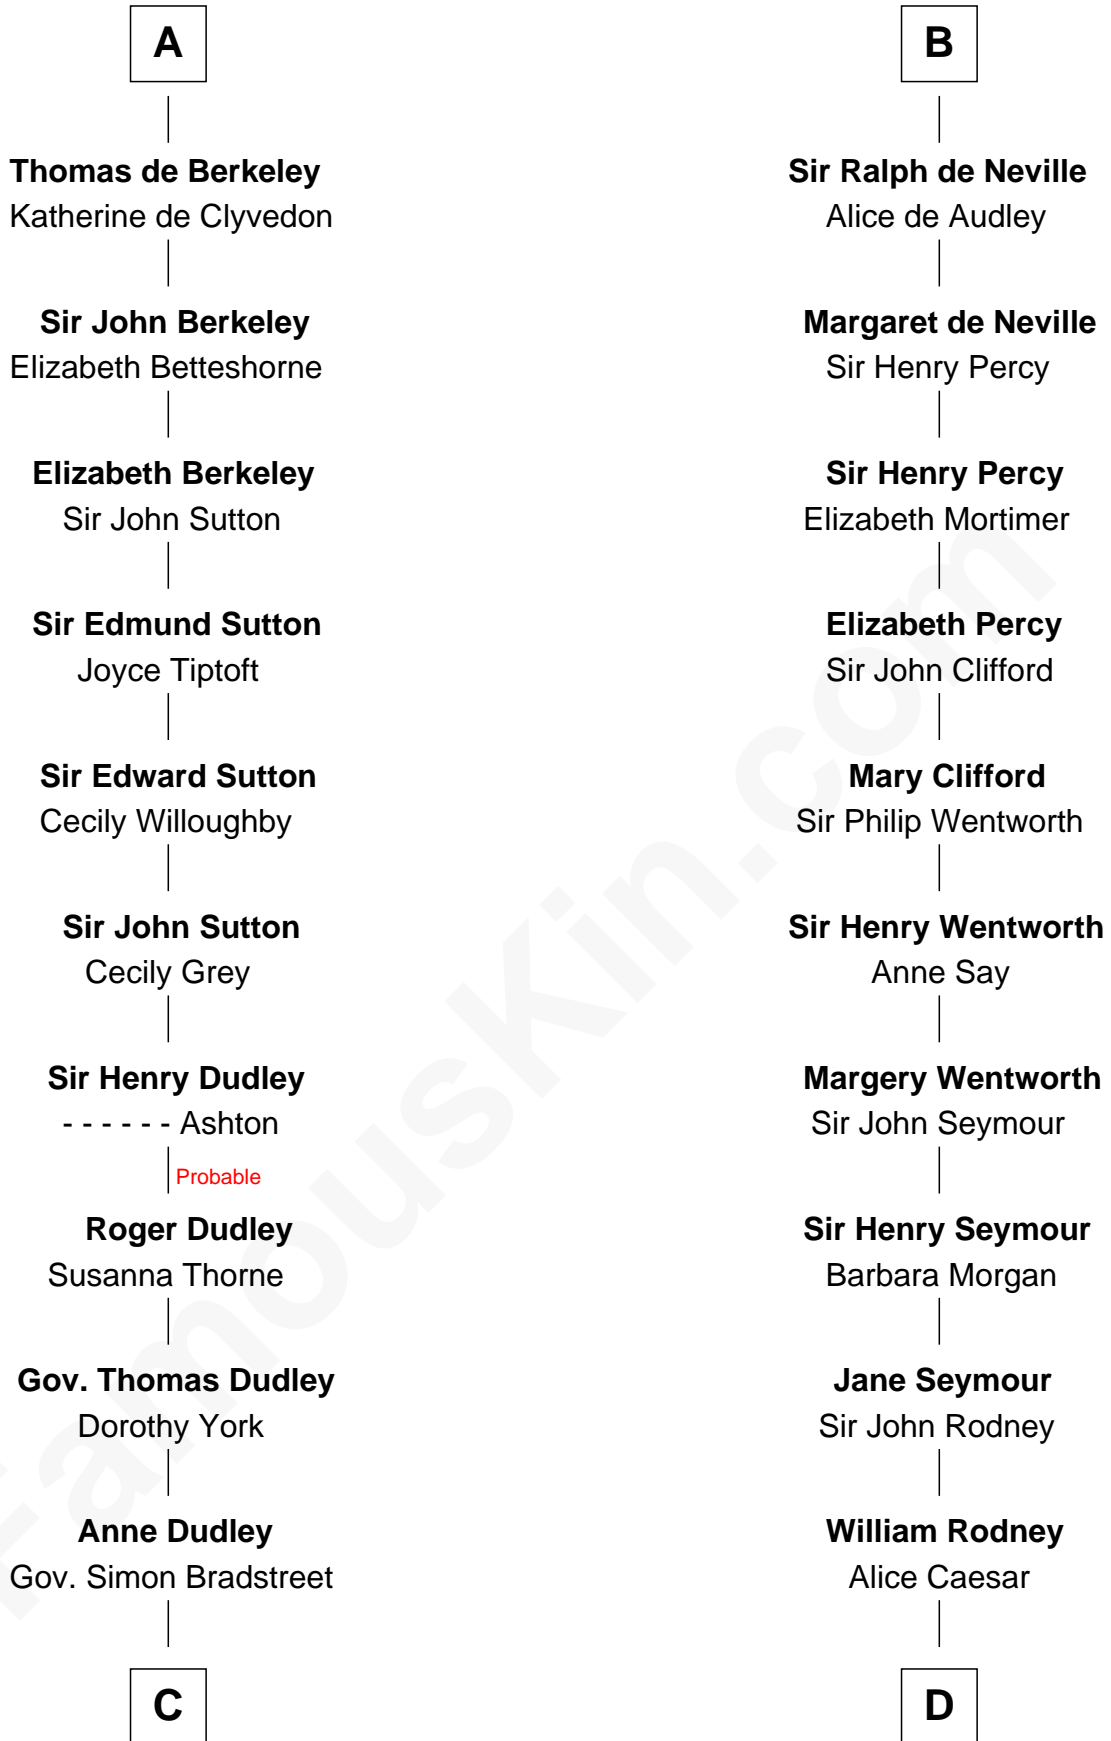 A
Thomas de Berkeley
Katherine de Clyvedon
Sir John Berkeley
Elizabeth Betteshorne
Elizabeth Berkeley
Sir John Sutton
Sir Edmund Sutton
Joyce Tiptoft
Sir Edward Sutton
Cecily Willoughby
Sir John Sutton
Cecily Grey
Sir Henry Dudley
- - - - - - Ashton
Probable
Roger Dudley
Susanna Thorne
Gov. Thomas Dudley
Dorothy York
Anne Dudley
Gov. Simon Bradstreet
C
B
Sir Ralph de Neville
Alice de Audley
Margaret de Neville
Sir Henry Percy
Sir Henry Percy
Elizabeth Mortimer
Elizabeth Percy
Sir John Clifford
Mary Clifford
Sir Philip Wentworth
Sir Henry Wentworth
Anne Say
Margery Wentworth
Sir John Seymour
Sir Henry Seymour
Barbara Morgan
Jane Seymour
Sir John Rodney
William Rodney
Alice Caesar
D
FamousKin.com